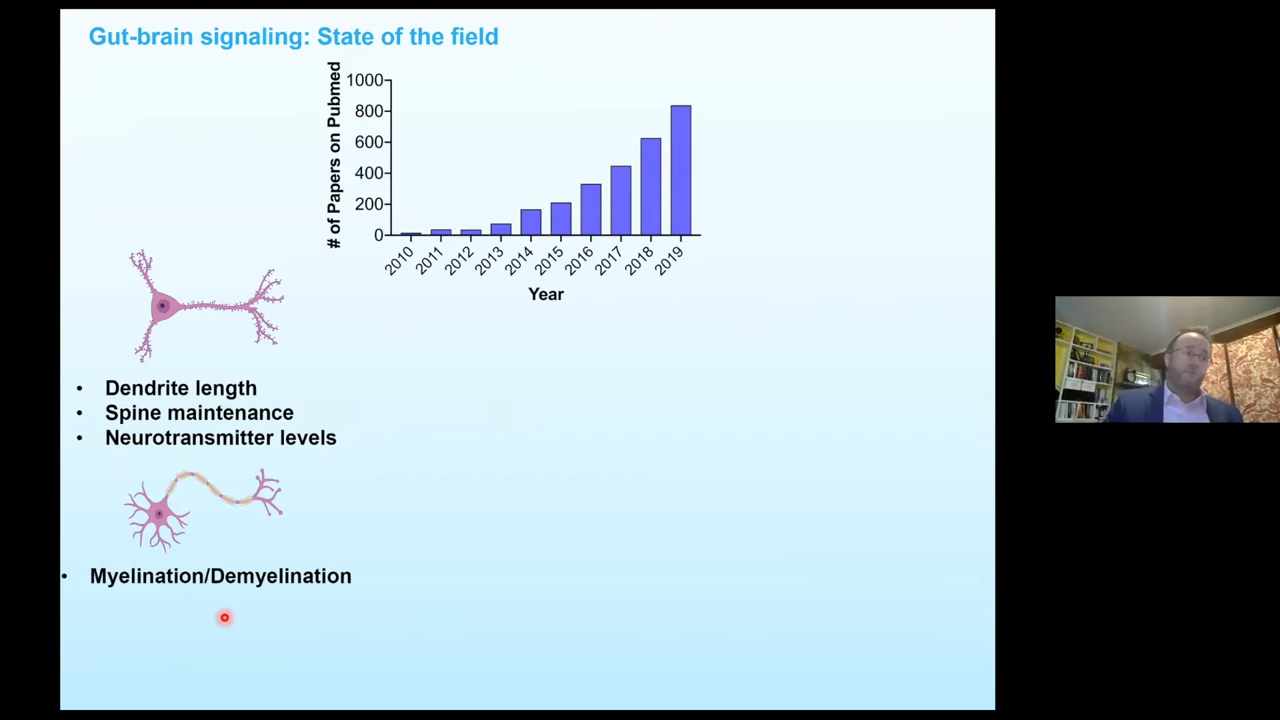 Gut-brain signaling: State of the field
# of Papers on Pubmed
1000
800
600
400
200
0
2010 2011 2012 2013 2014 2015 2016 2017 2018 2019
Year
• Dendrite length
• Spine maintenance
• Neurotransmitter levels
• Myelination/Demyelination